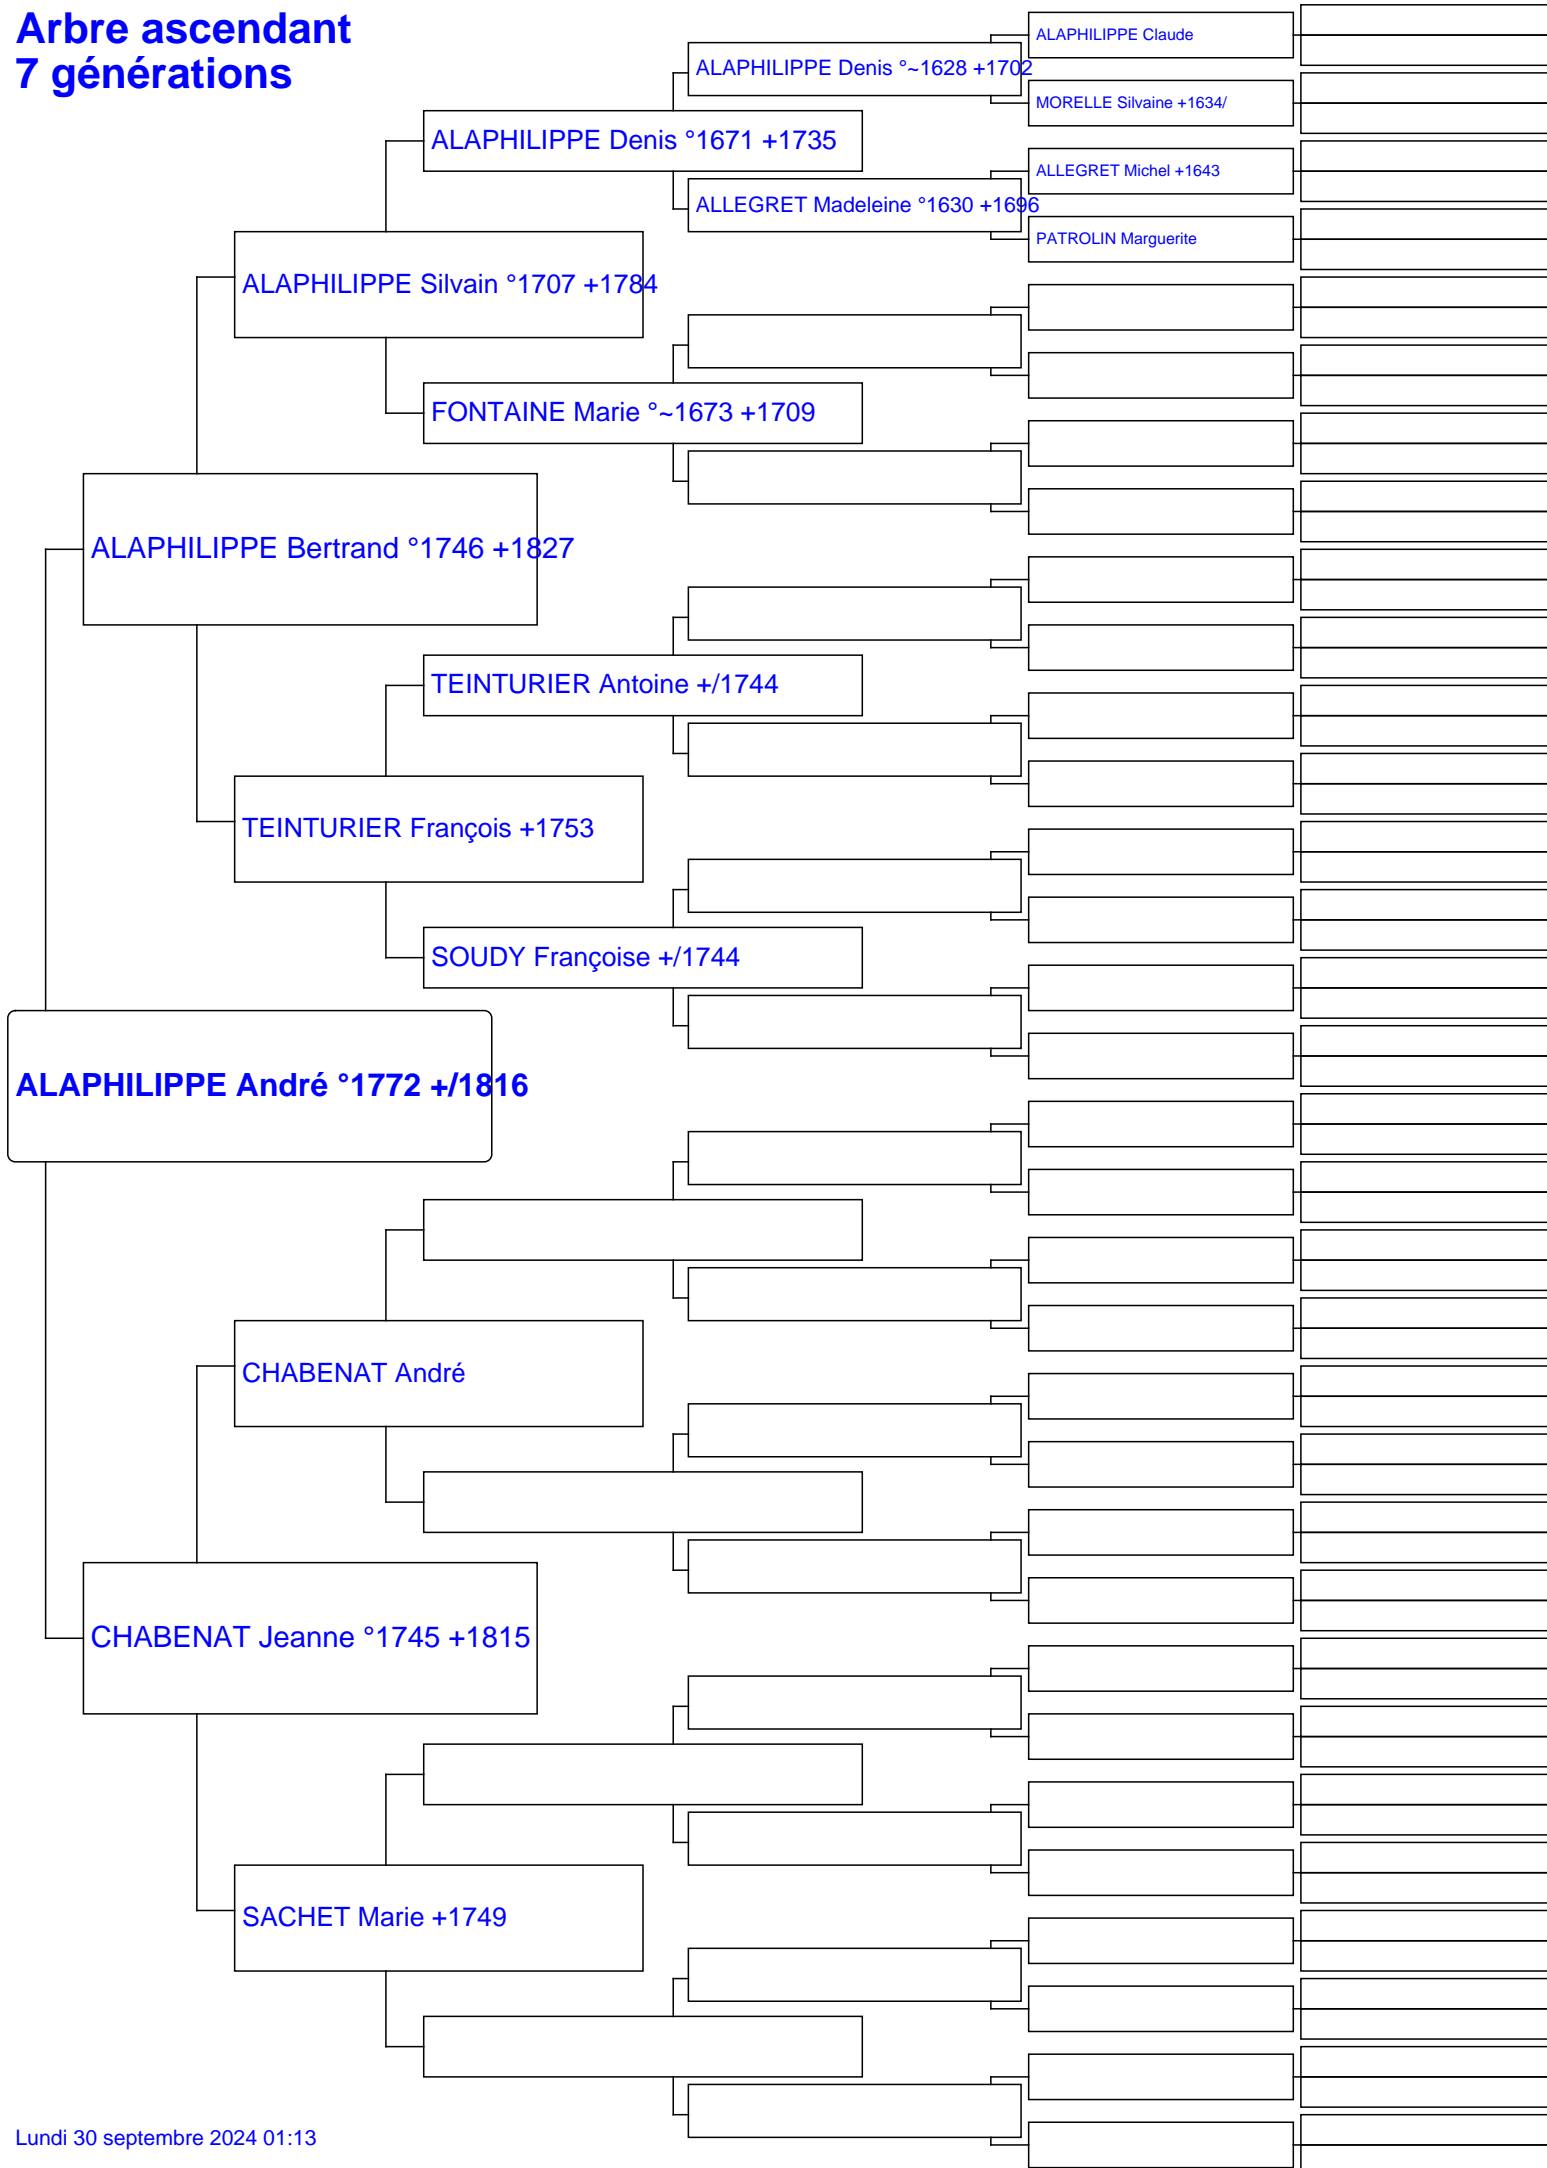 Arbre ascendant
7 générations
ALAPHILIPPE Claude
ALAPHILIPPE Denis °~1628 +1702
MORELLE Silvaine +1634/
ALAPHILIPPE Denis °1671 +1735
ALLEGRET Michel +1643
ALLEGRET Madeleine °1630 +1696
PATROLIN Marguerite
ALAPHILIPPE Silvain °1707 +1784
FONTAINE Marie °~1673 +1709
ALAPHILIPPE Bertrand °1746 +1827
TEINTURIER Antoine +/1744
TEINTURIER François +1753
SOUDY Françoise +/1744
ALAPHILIPPE André °1772 +/1816
CHABENAT André
CHABENAT Jeanne °1745 +1815
SACHET Marie +1749
Lundi 30 septembre 2024 01:13